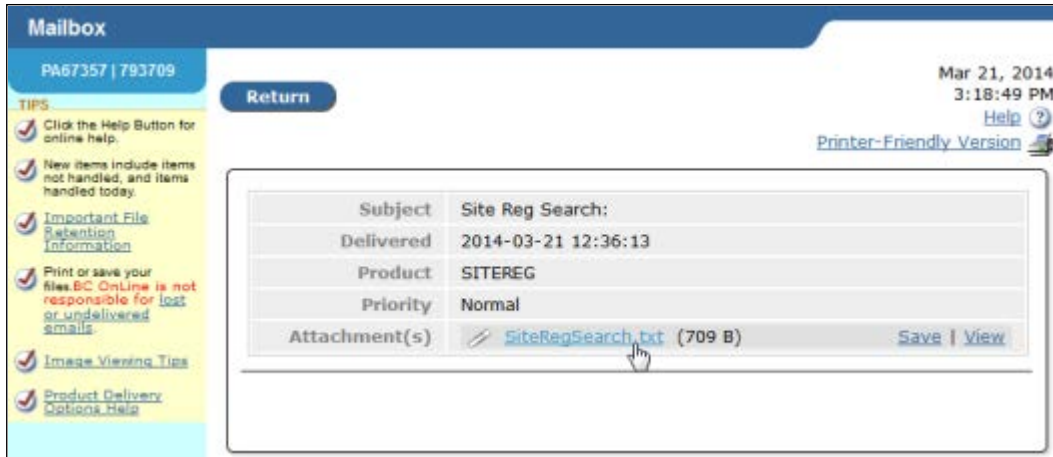 Mailbox
PA67357 | 793709
TIPS
Click the Help Button for
online help.
New items include items
not handled, and items
handled today.
Important File
Retention
Information
Print or save your
files.BC OnLine is not
responsible for lost
or undelivered
emails.
Image Viewing Tips
Product Delivery
Options Help
Return
Mar 21, 2014
3:18:49 PM
Help ?
Printer-Friendly Version
Subject Site Reg Search:
Delivered 2014-03-21 12:36:13
Product SITEREG
Priority Normal
Attachment(s) SiteRegSearch.txt (709 B) Save | View